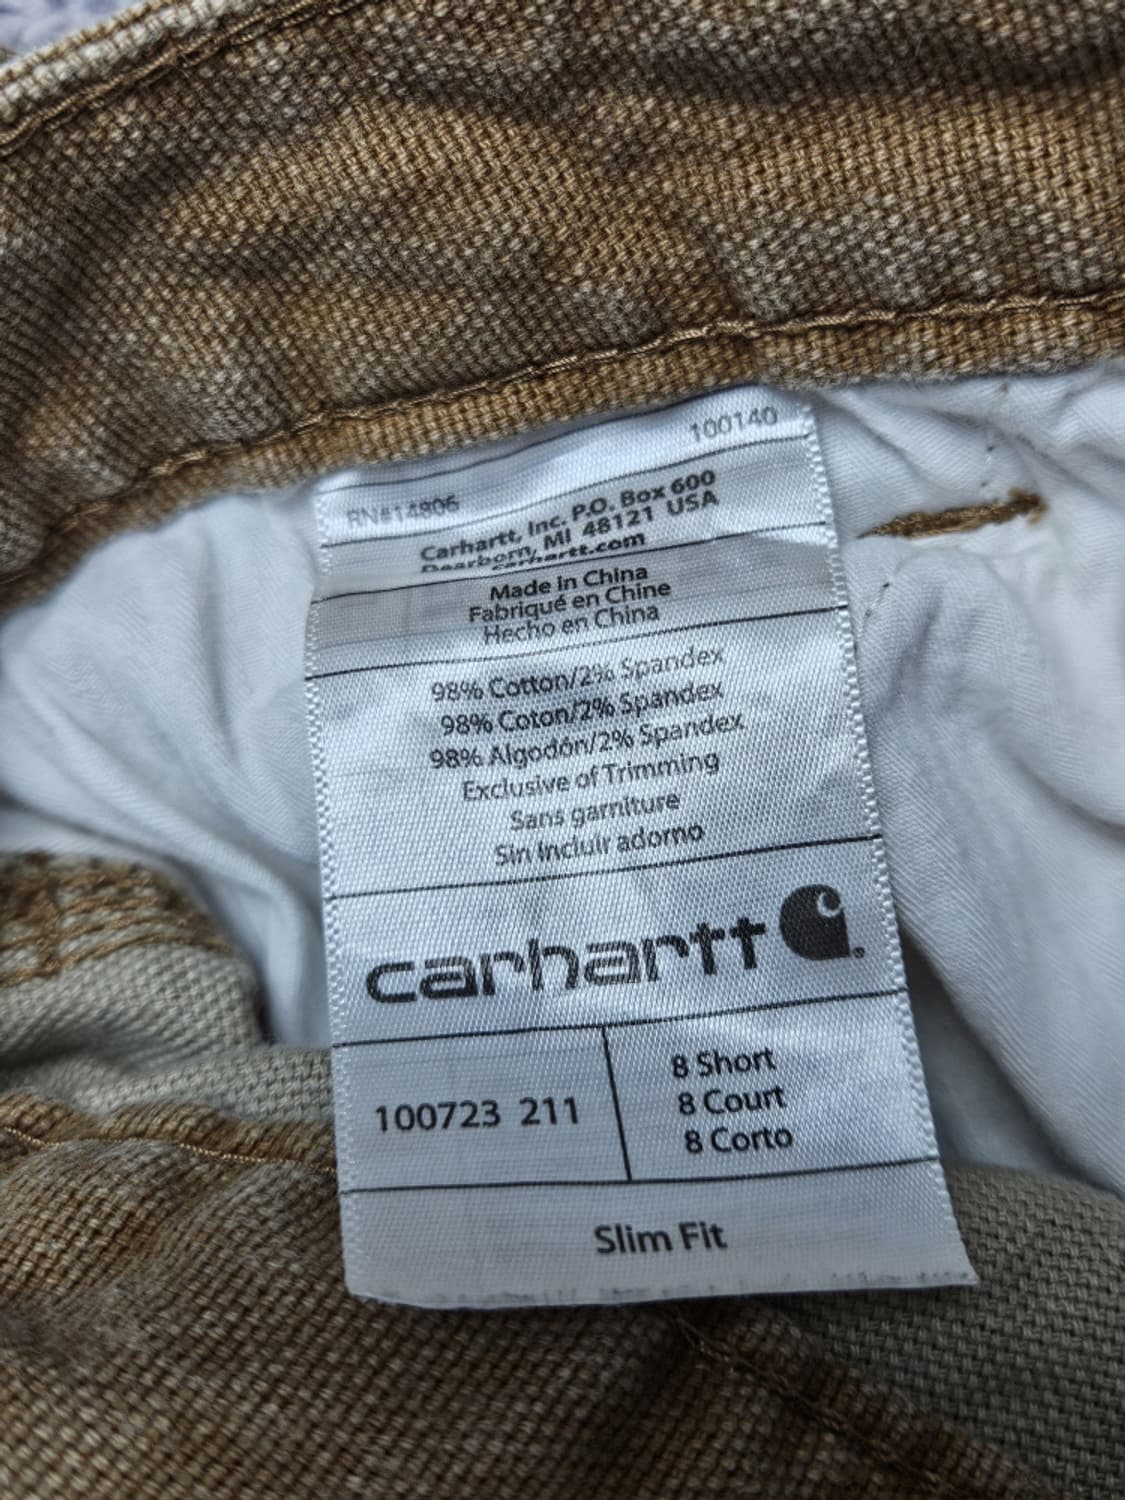 100140
RN#14806
Carhartt, Inc. P.O. Box 600
Dearborn, MI 48121 USA
carhartt.com
Made in China
Fabriqué en Chine
Hecho en China
98% Cotton/2% Spandex
98% Coton/2% Spandex
98% Algodón/2% Spandex
Exclusive of Trimming
Sans garniture
Sin Incluir adorno
carhartt
100723 211
8 Short
8 Court
8 Corto
Slim Fit